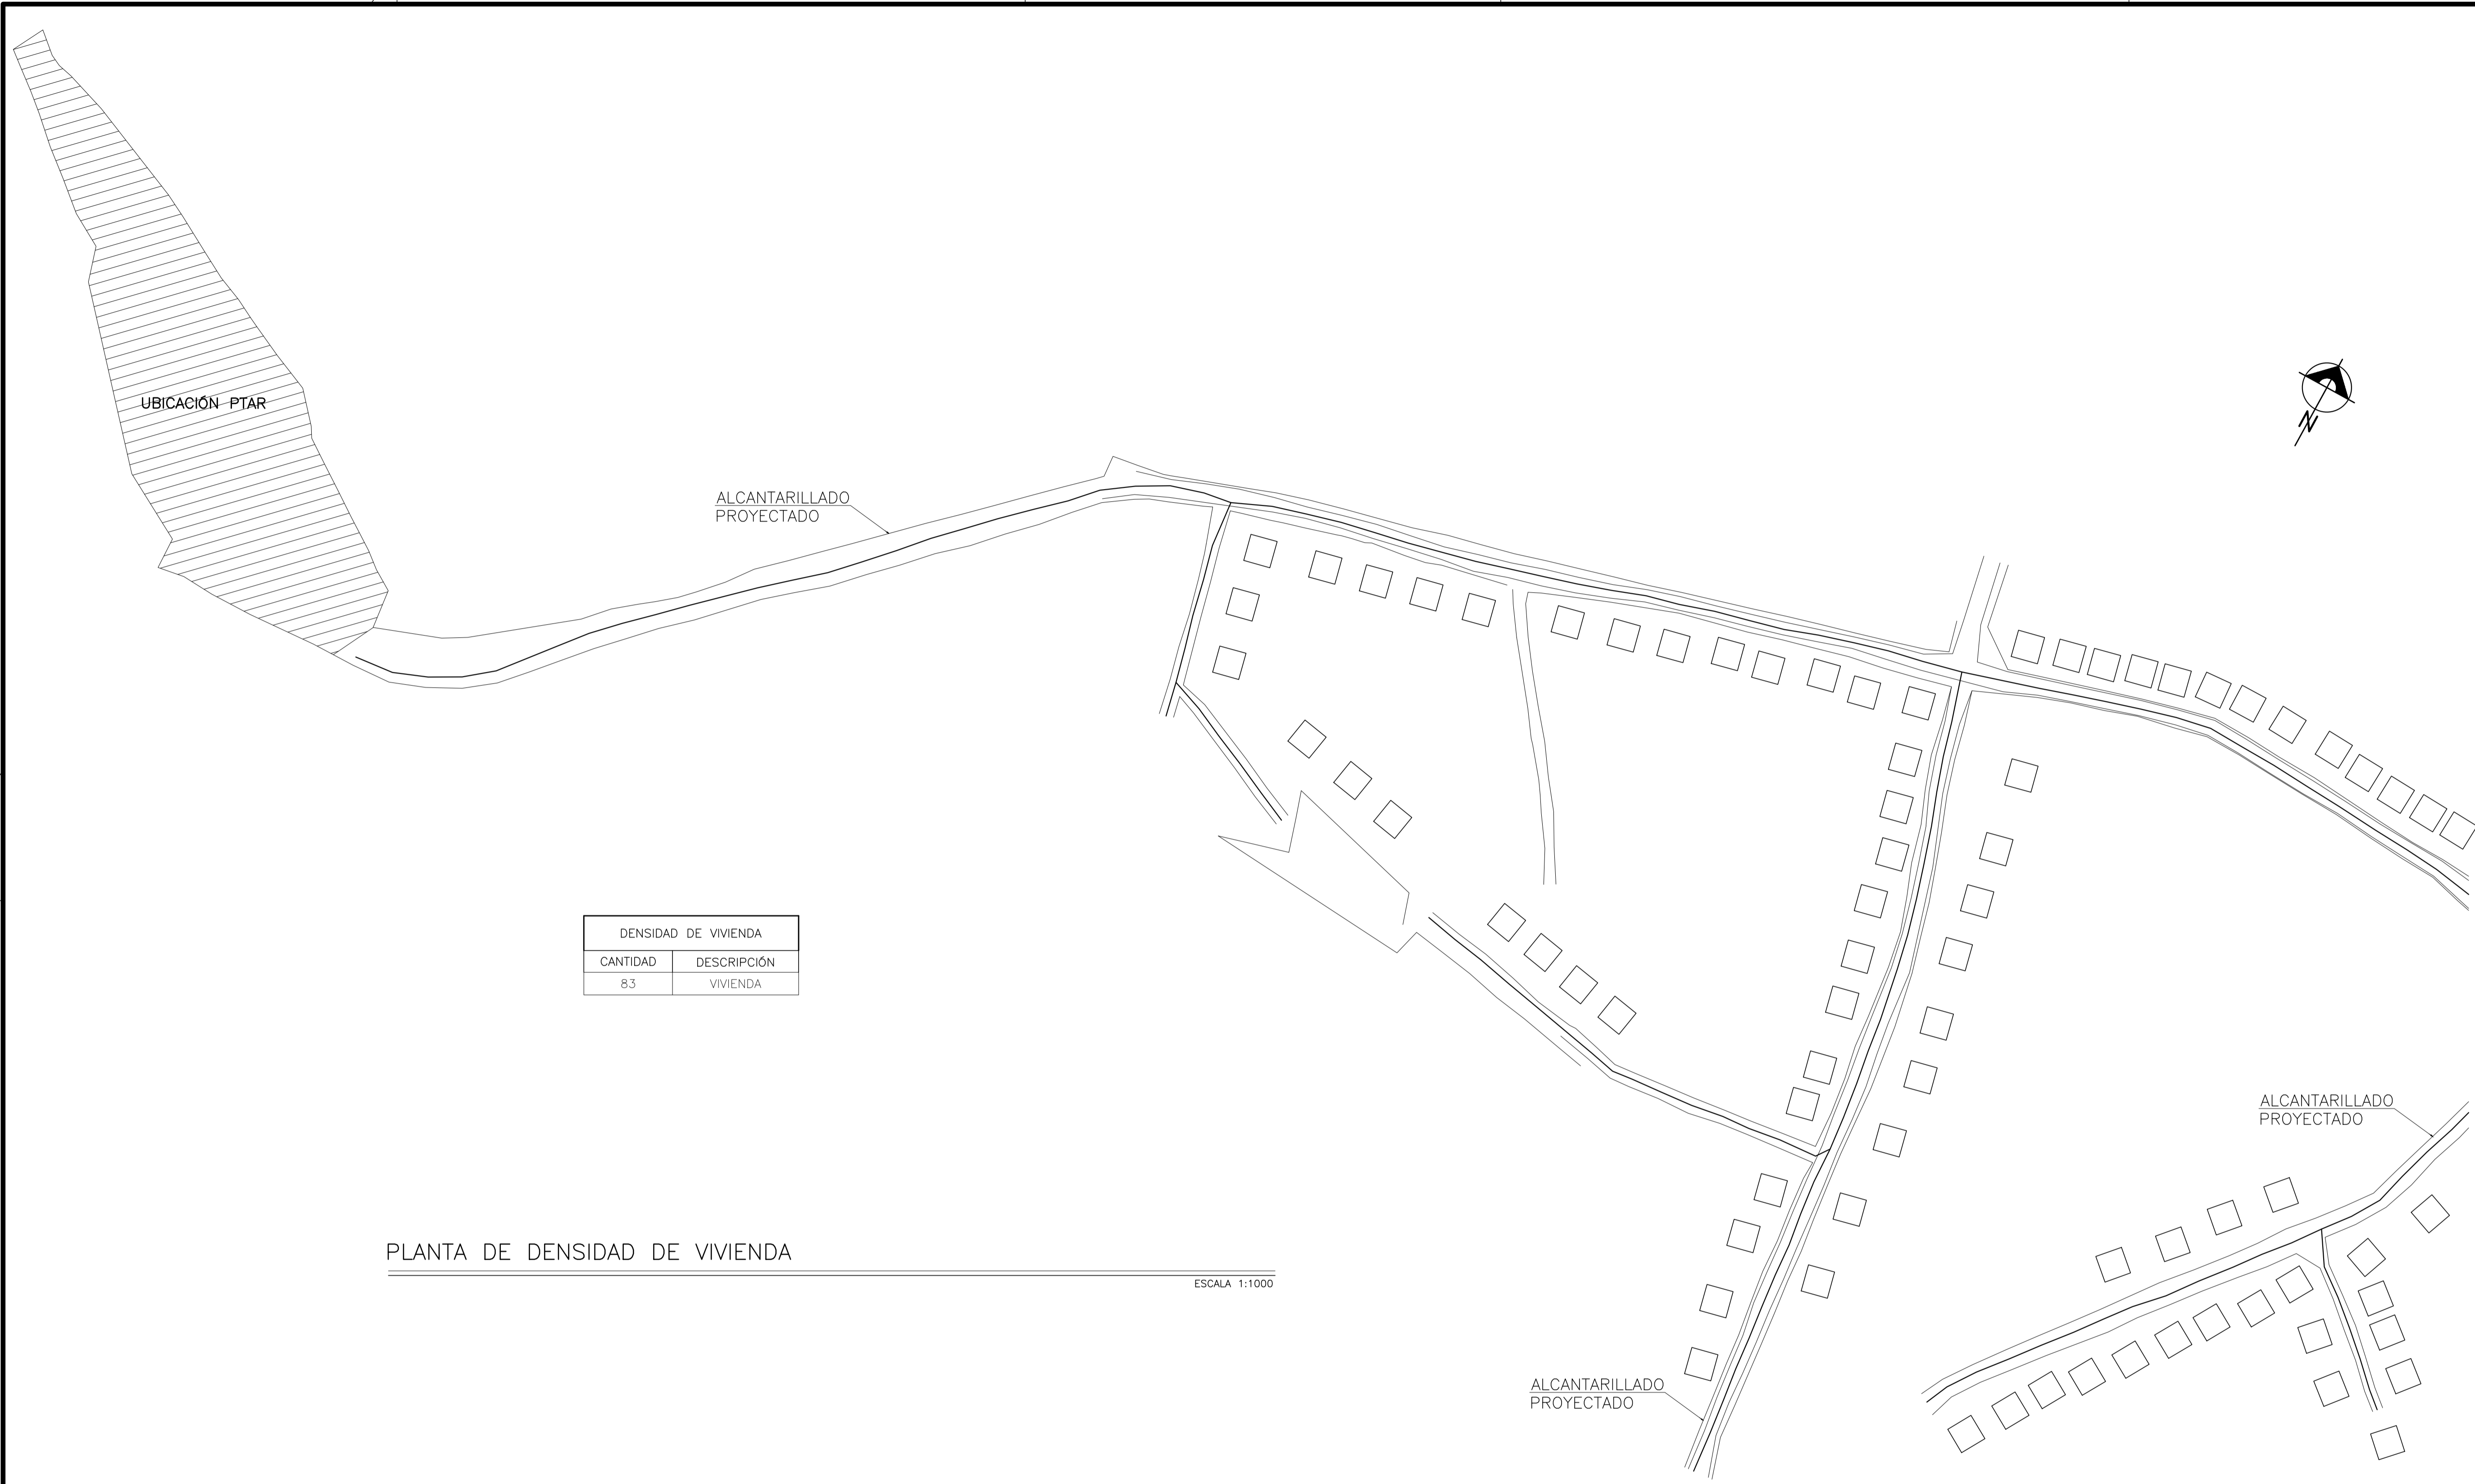 UBICACIÓN PTAR
N
ALCANTARILLADO
PROYECTADO
DENSIDAD DE VIVIENDA
CANTIDAD DESCRIPCIÓN
83 VIVIENDA
ALCANTARILLADO
PROYECTADO
PLANTA DE DENSIDAD DE VIVIENDA
ESCALA 1:1000
ALCANTARILLADO
PROYECTADO